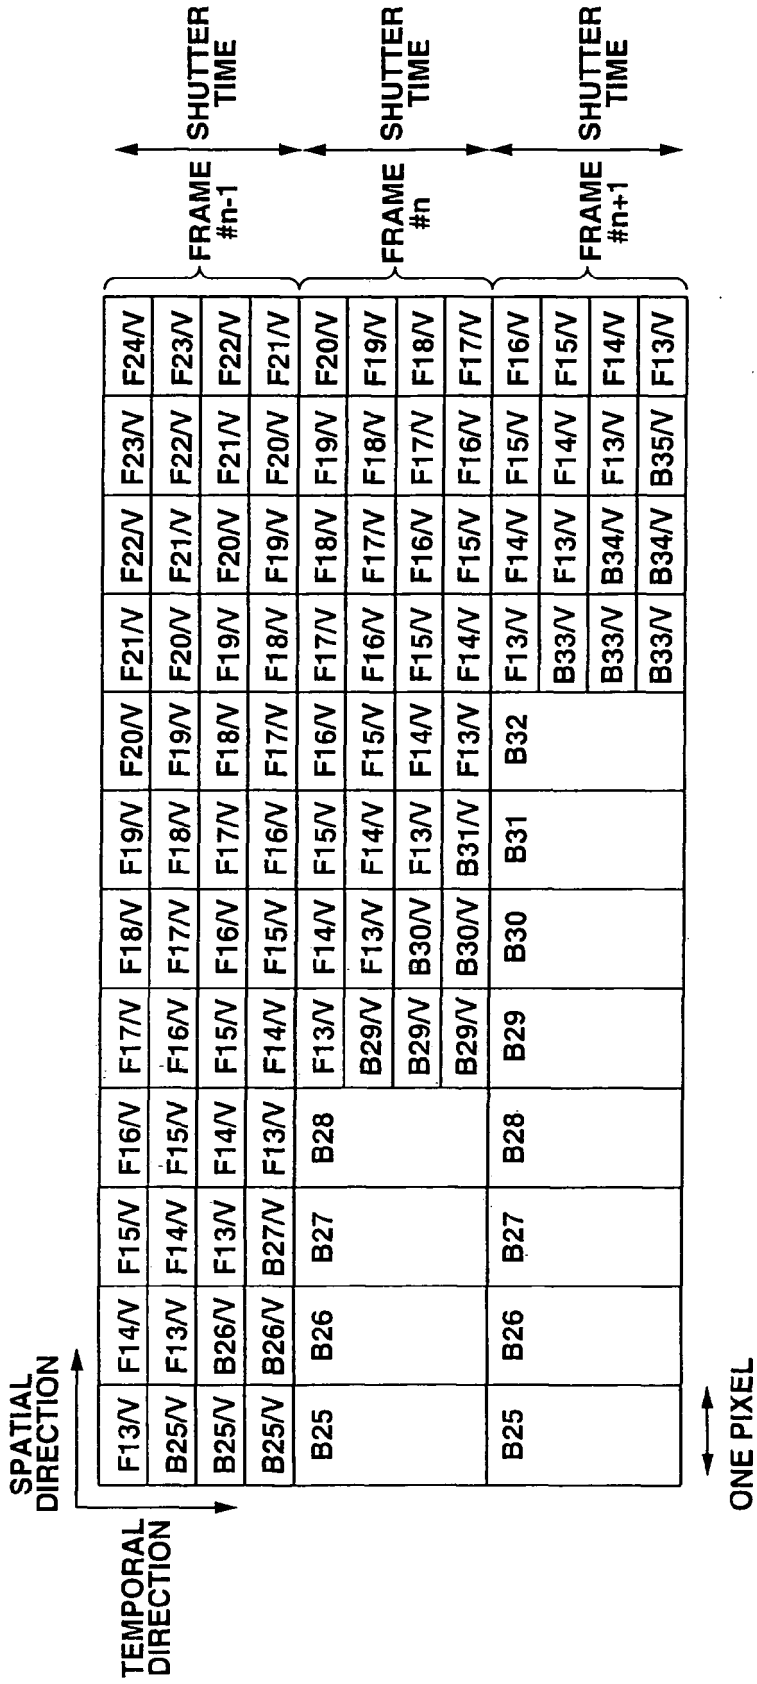 SPATIAL
DIRECTION
TEMPORAL
DIRECTION
F13/V F14/V F15/V F16/V F17/V F18/V F19/V F20/V F21/V F22/V F23/V F24/V
B25/V F13/V F14/V F15/V F16/V F17/V F18/V F19/V F20/V F21/V F22/V F23/V
B25/V B26/V F13/V F14/V F15/V F16/V F17/V F18/V F19/V F20/V F21/V F22/V
B25/V B26/V B27/V F13/V F14/V F15/V F16/V F17/V F18/V F19/V F20/V F21/V
FRAME
#n-1
SHUTTER
TIME
B25 B26 B27 B28 F13/V F14/V F15/V F16/V F17/V F18/V F19/V F20/V
B29/V F13/V F14/V F15/V F16/V F17/V F18/V F19/V
B29/V B30/V F13/V F14/V F15/V F16/V F17/V F18/V
B29/V B30/V B31/V F13/V F14/V F15/V F16/V F17/V
FRAME
#n
SHUTTER
TIME
B25 B26 B27 B28 B29 B30 B31 B32 F13/V F14/V F15/V F16/V
B33/V F13/V F14/V F15/V
B33/V B34/V F13/V F14/V
B33/V B34/V B35/V F13/V
FRAME
#n+1
SHUTTER
TIME
ONE PIXEL